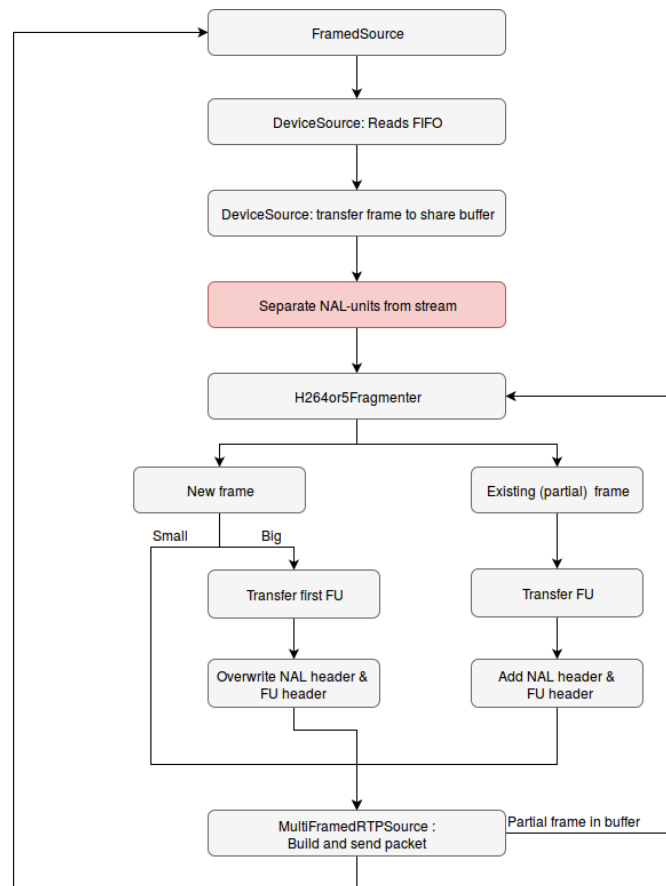 FramedSource
DeviceSource: Reads FIFO
DeviceSource: transfer frame to share buffer
Separate NAL-units from stream
H264or5Fragmenter
New frame
Existing (partial) frame
Small
Big
Transfer first FU
Transfer FU
Overwrite NAL header &
FU header
Add NAL header &
FU header
MultiFramedRTPSource :
Build and send packet
Partial frame in buffer